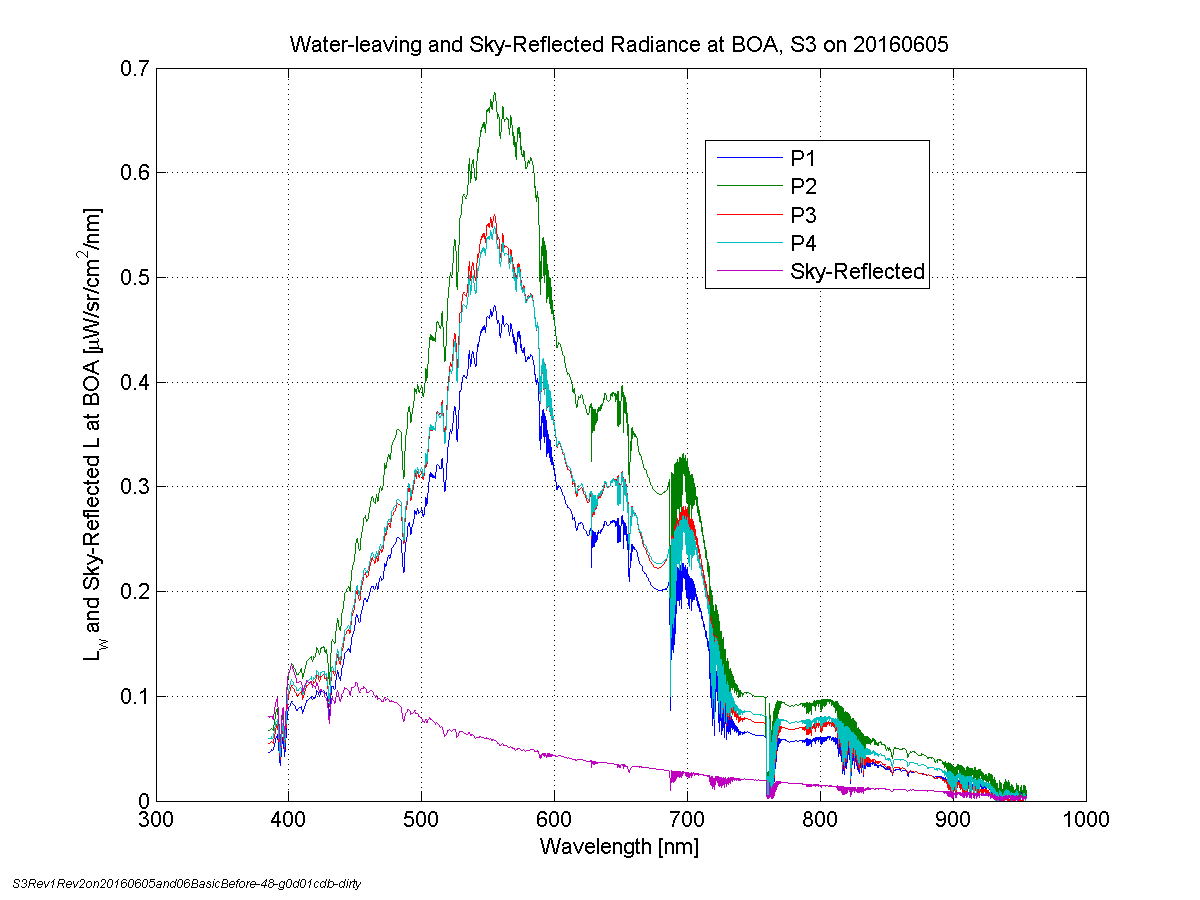 Water-leaving and Sky-Reflected Radiance at BOA, S3 on 20160605
0.7
0.6
0.5
0.4
0.3
0.2
0.1
0
L_w and Sky-Reflected L at BOA [μW/sr/cm²/nm]
P1
P2
P3
P4
Sky-Reflected
300 400 500 600 700 800 900 1000
Wavelength [nm]
S3Rev1Rev2on20160605and06BasicBefore-48-g0d01cdb-dirty